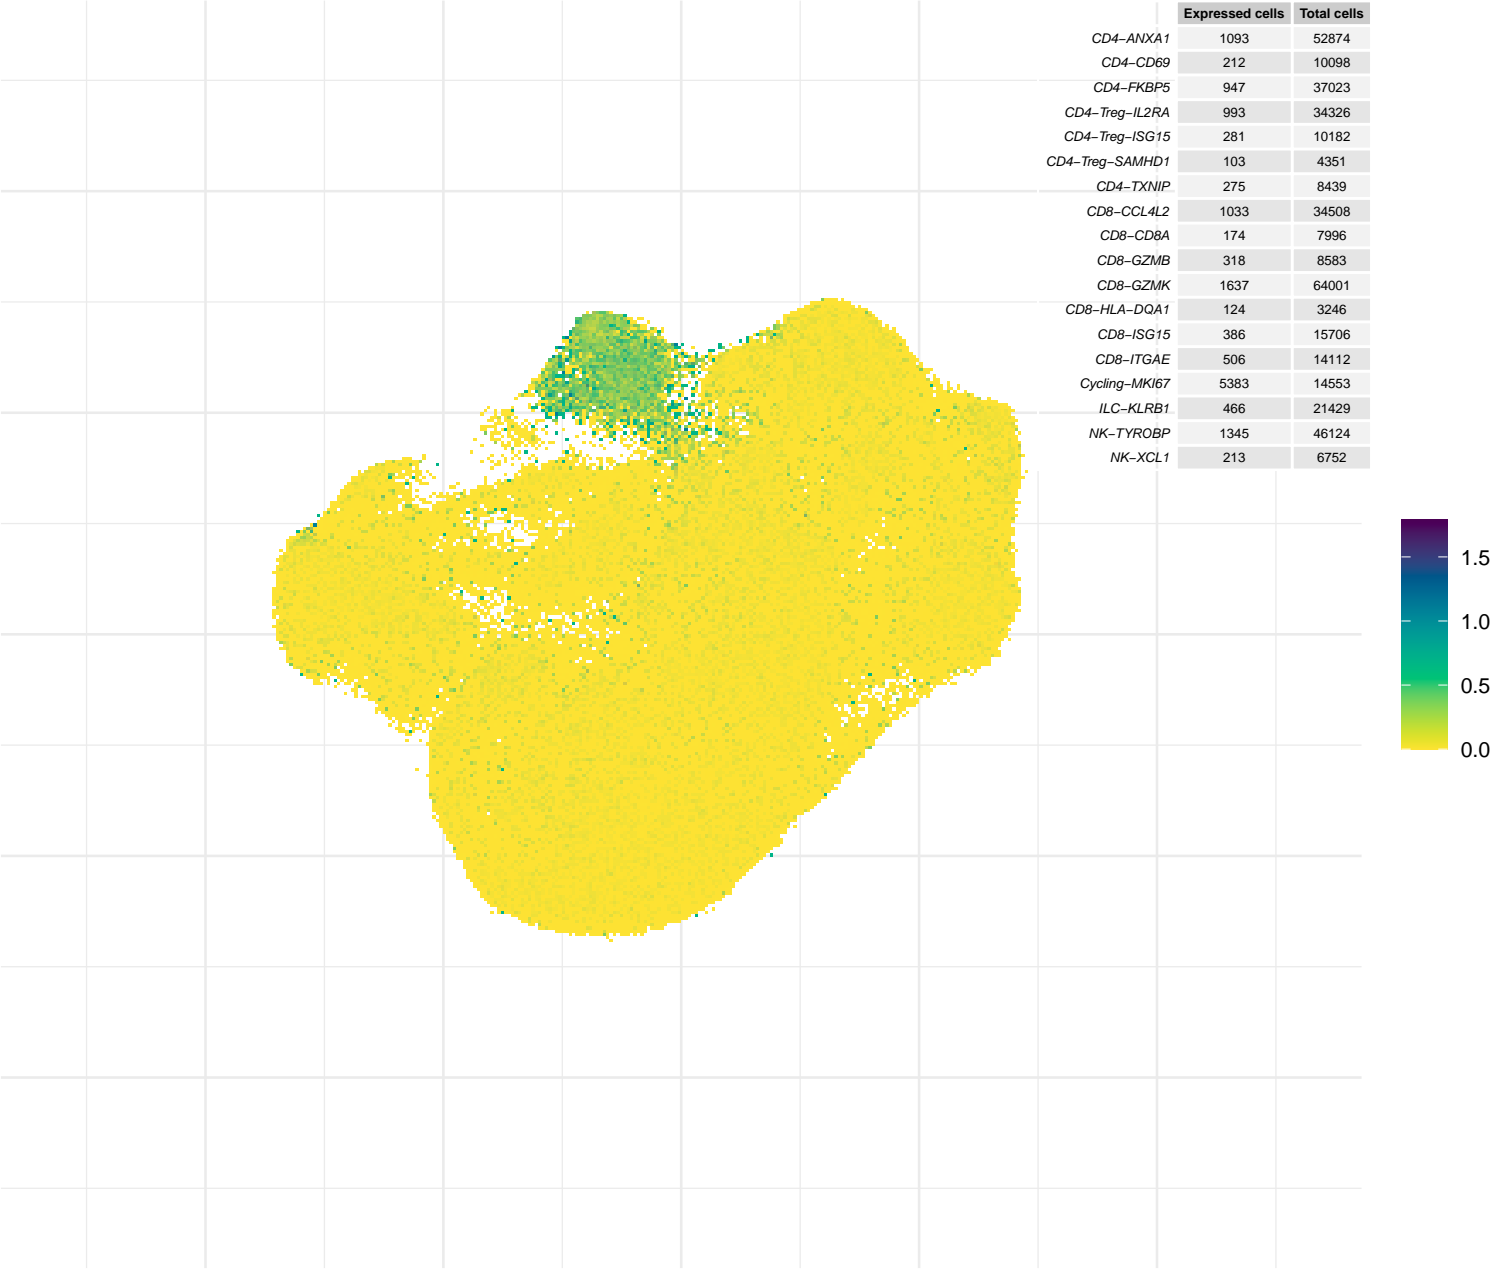 Expressed cells Total cells
CD4−ANXA1 1093 52874
CD4−CD69 212 10098
CD4−FKBP5 947 37023
CD4−Treg−IL2RA 993 34326
CD4−Treg−ISG15 281 10182
CD4−Treg−SAMHD1 103 4351
CD4−TXNIP 275 8439
CD8−CCL4L2 1033 34508
CD8−CD8A 174 7996
CD8−GZMB 318 8583
CD8−GZMK 1637 64001
CD8−HLA−DQA1 124 3246
CD8−ISG15 386 15706
CD8−ITGAE 506 14112
Cycling−MKI67 5383 14553
ILC−KLRB1 466 21429
NK−TYROBP 1345 46124
NK−XCL1 213 6752
1.5
1.0
0.5
0.0